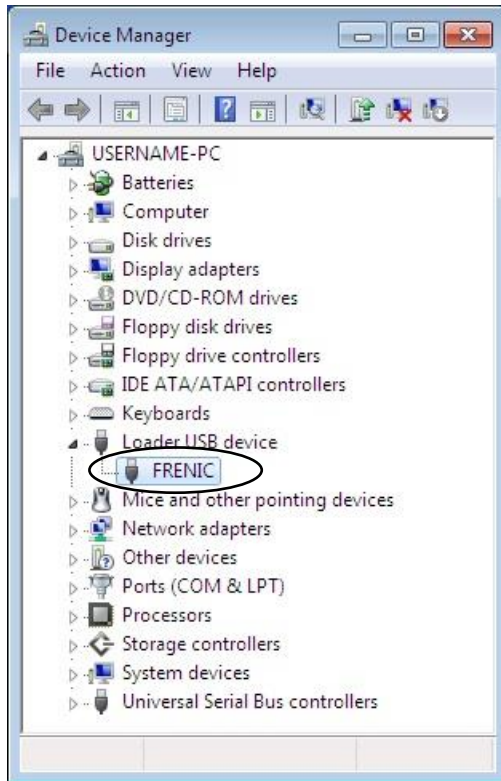 Device Manager
File Action View Help
USERNAME-PC
Batteries
Computer
Disk drives
Display adapters
DVD/CD-ROM drives
Floppy disk drives
Floppy drive controllers
IDE ATA/ATAPI controllers
Keyboards
Loader USB device
FRENIC
Mice and other pointing devices
Network adapters
Other devices
Ports (COM & LPT)
Processors
Storage controllers
System devices
Universal Serial Bus controllers